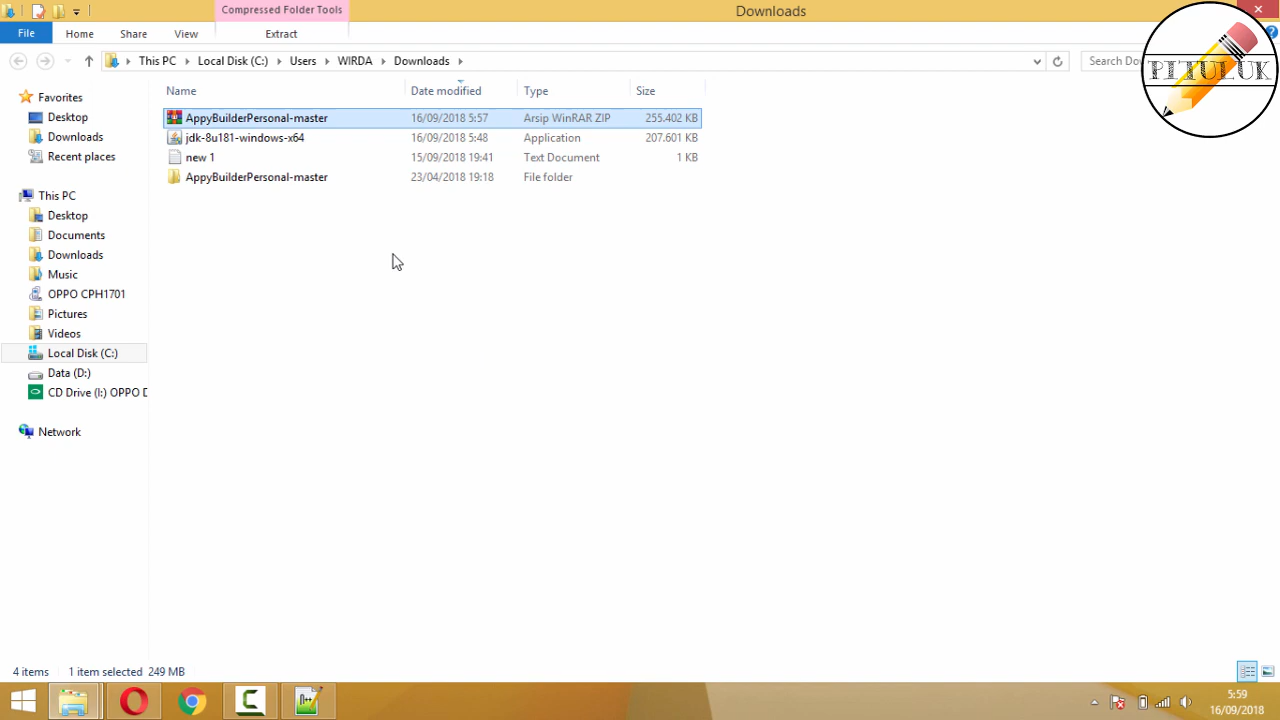 Compressed Folder Tools
Downloads
File
Home
Share
View
Extract
This PC
Local Disk (C:)
Users
WIRDA
Downloads
Search Dow
PITULUK
Name
Date modified
Type
Size
AppyBuilderPersonal-master 16/09/2018 5:57 Arsip WinRAR ZIP 255.402 KB
jdk-8u181-windows-x64 16/09/2018 5:48 Application 207.601 KB
new 1 15/09/2018 19:41 Text Document 1 KB
AppyBuilderPersonal-master 23/04/2018 19:18 File folder
Favorites
Desktop
Downloads
Recent places
This PC
Desktop
Documents
Downloads
Music
OPPO CPH1701
Pictures
Videos
Local Disk (C:)
Data (D:)
CD Drive (I:) OPPO D
Network
4 items
1 item selected 249 MB
5:59
16/09/2018